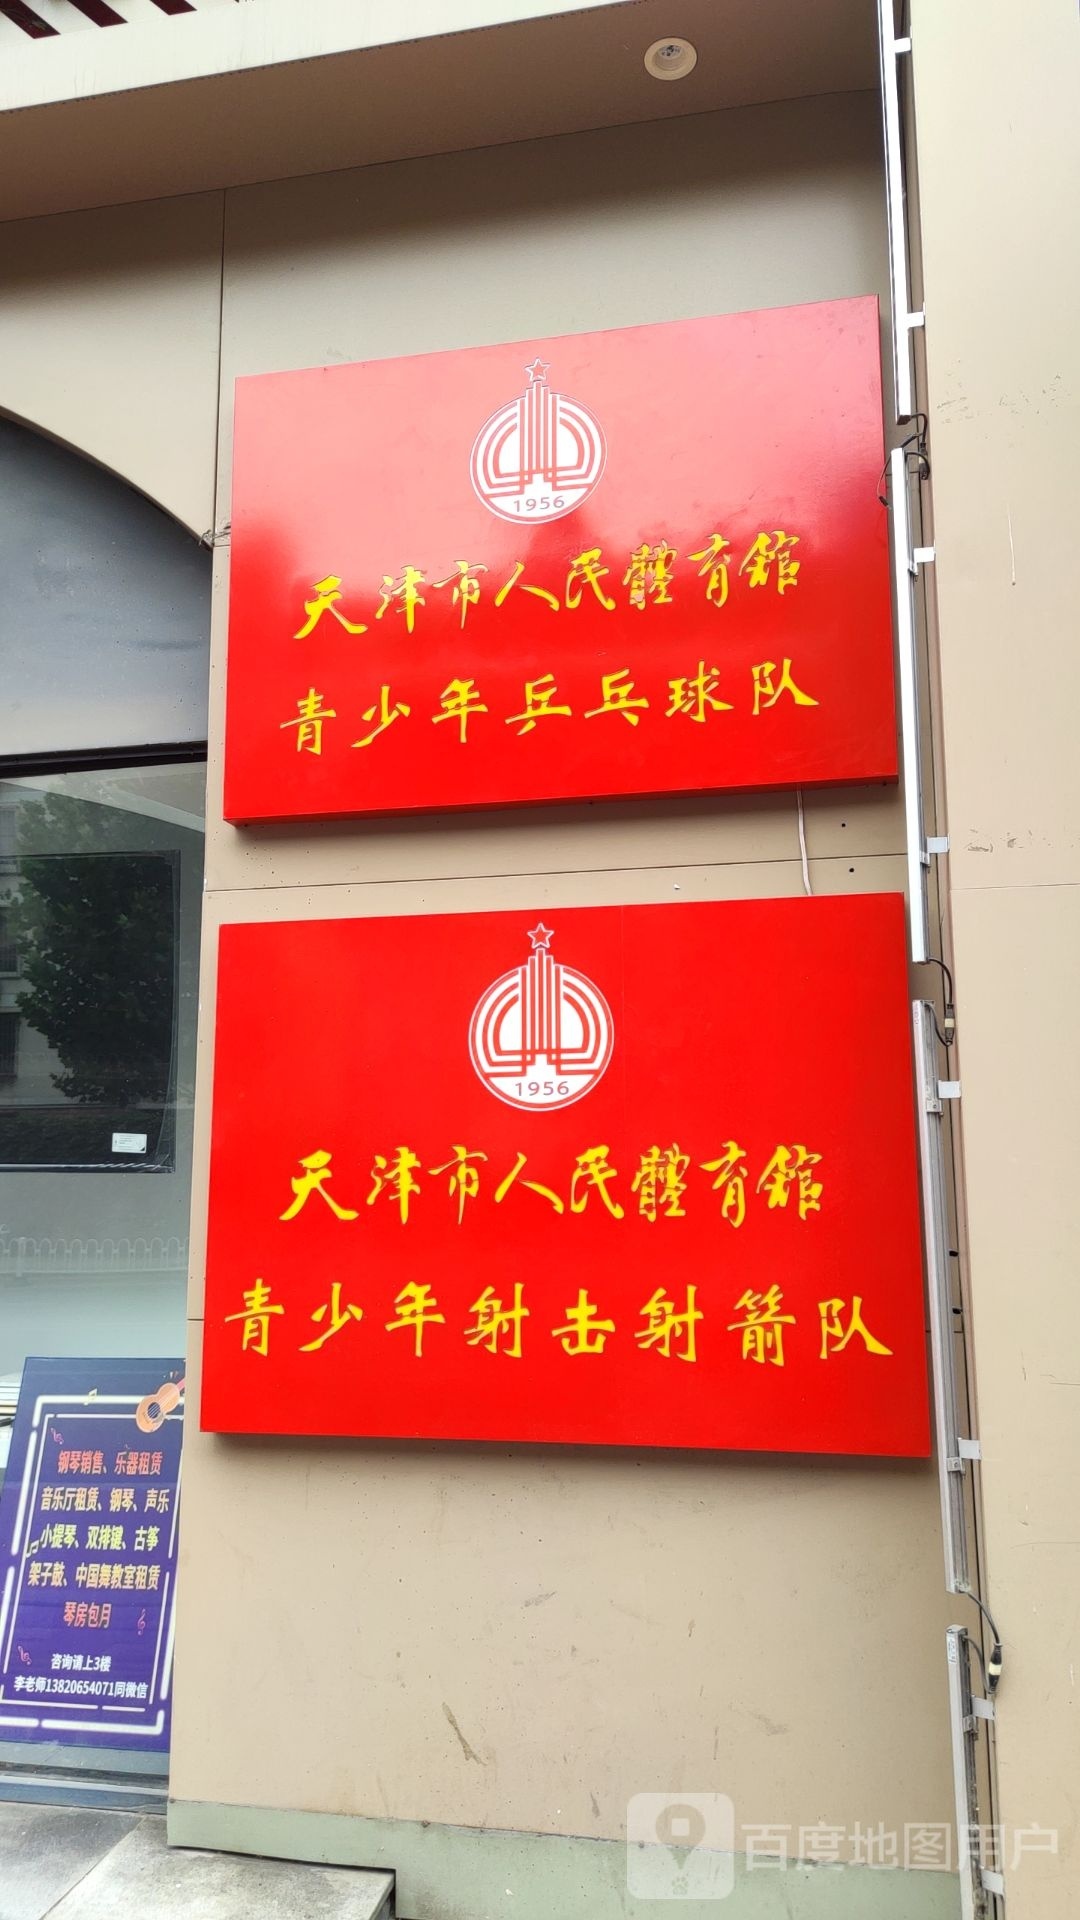 1956
天津市人民體育館
青少年乒乓球队
1956
天津市人民體育館
青少年射击射箭队
钢琴销售、乐器租赁
音乐厅租赁、钢琴、声乐
小提琴、双排键、古筝
架子鼓、中国舞教室租赁
琴房包月
咨询请上3楼
李老师13820654071同微信
百度地图用户